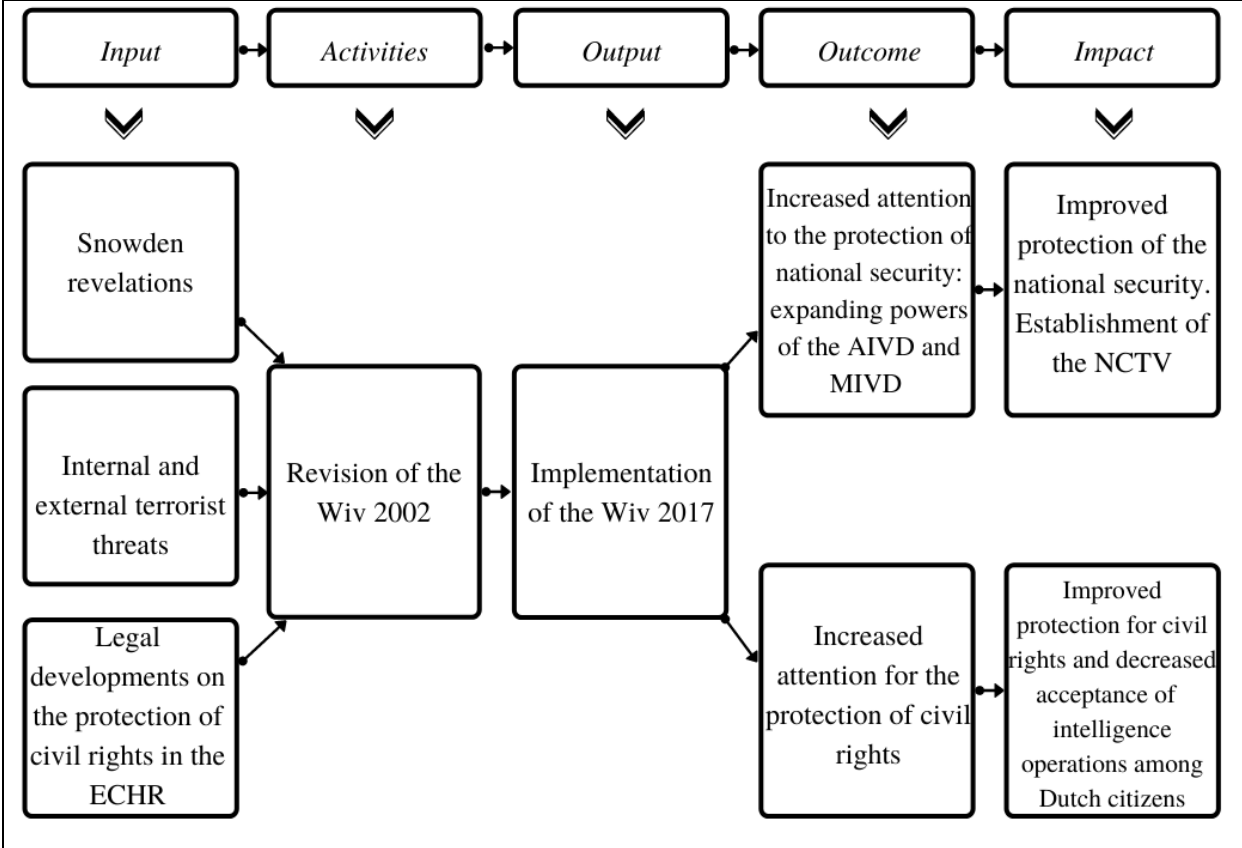 Input
Activities
Output
Outcome
Impact
Snowden
revelations
Internal and
external terrorist
threats
Legal
developments on
the protection of
civil rights in the
ECHR
Revision of the
Wiv 2002
Implementation
of the Wiv 2017
Increased attention
to the protection of
national security:
expanding powers
of the AIVD and
MIVD
Increased
attention for the
protection of civil
rights
Improved
protection of the
national security.
Establishment of
the NCTV
Improved
protection for civil
rights and decreased
acceptance of
intelligence
operations among
Dutch citizens